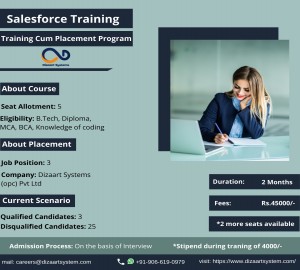 Salesforce Training
Training Cum Placement Program
Dizaart Systems
About Course
Seat Allotment: 5
Eligibility: B.Tech, Diploma,
MCA, BCA, Knowledge of coding
About Placement
Job Position: 3
Company: Dizaart Systems
(opc) Pvt Ltd
Current Scenario
Qualified Candidates: 3
Disqualified Candidates: 25
Duration: 2 Months
Fees: Rs.45000/-
*2 more seats available
Admission Process: On the basis of Interview *Stipend during traning of 4000/-
mail: careers@dizaartsystem.com +91-906-619-0979 visit: https://www.dizaartsystem.com/